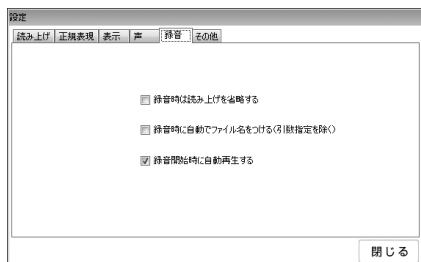 設定
読み上げ 正規表現 表示 声 録音 その他
録音時は読み上げを省略する
録音時に自動でファイル名をつける(引数指定を除く)
録音開始時に自動再生する
閉じる